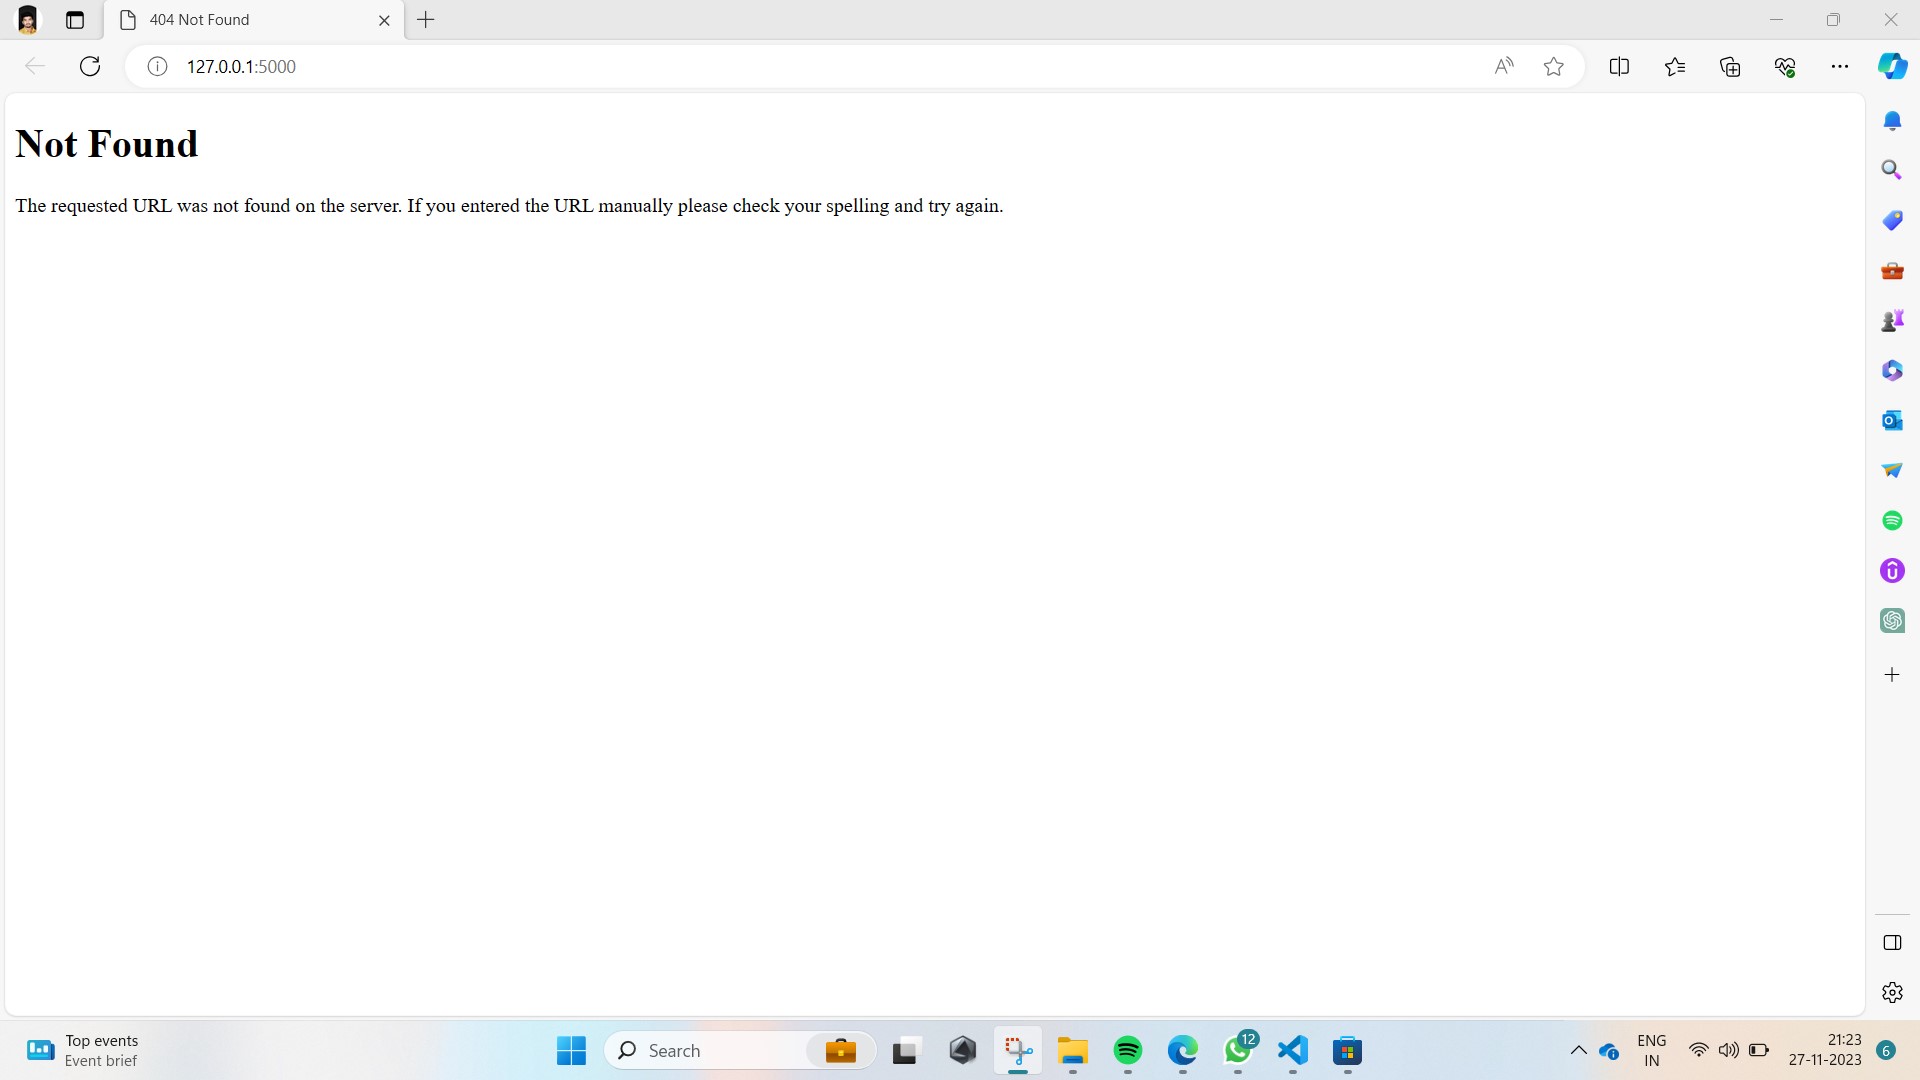 404 Not Found
127.0.0.1:5000
Not Found
The requested URL was not found on the server. If you entered the URL manually please check your spelling and try again.
Top events
Event brief
Search
12
ENG
IN
21:23
27-11-2023
6